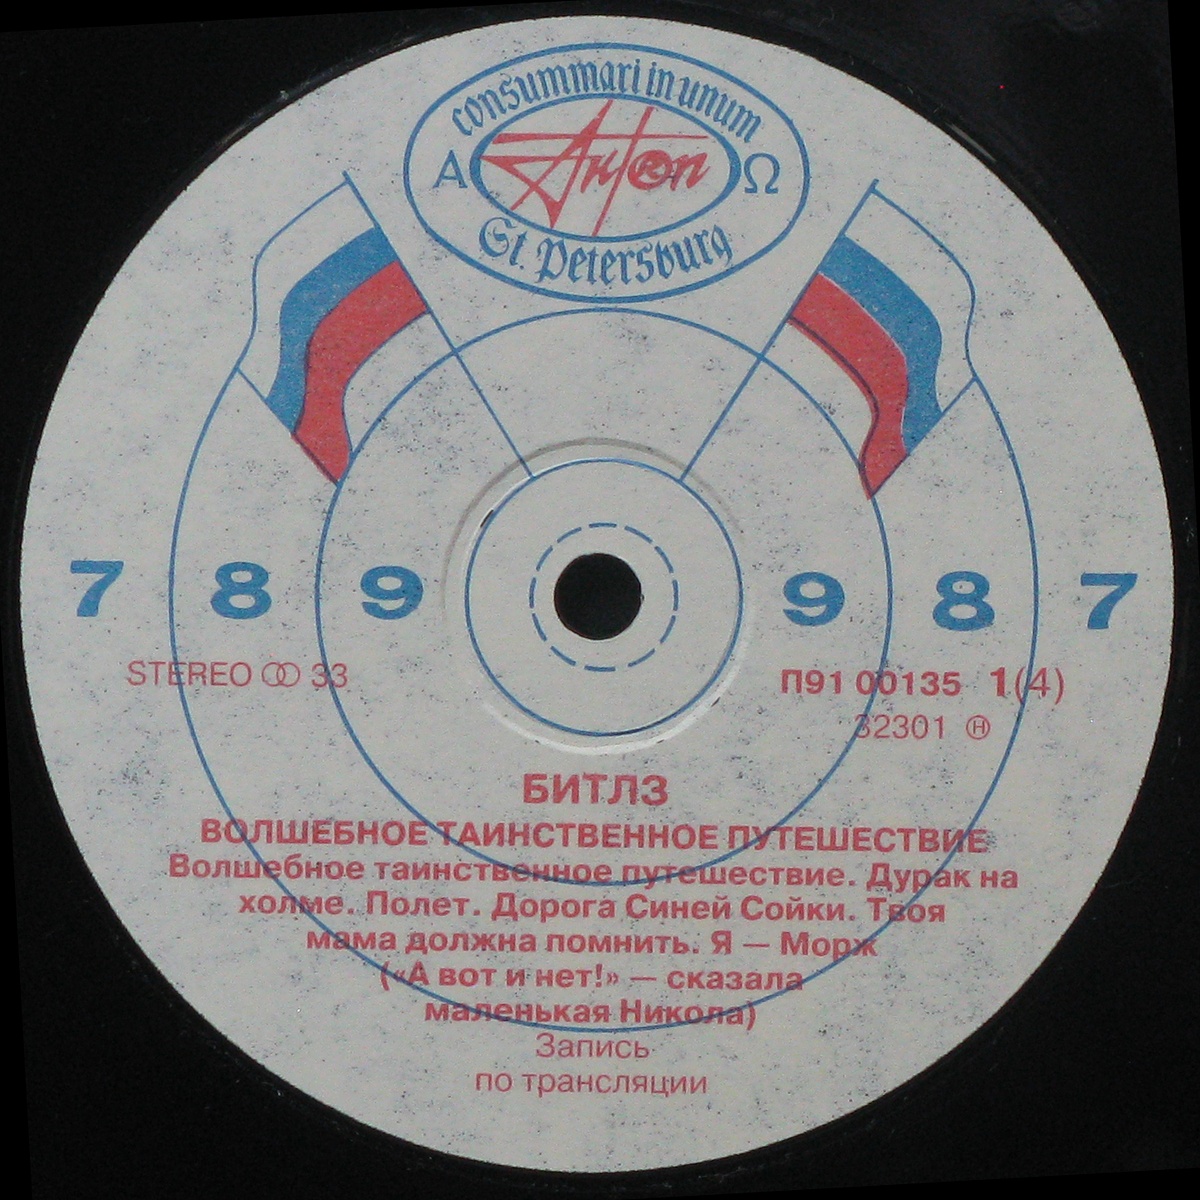 consummari in unum
Α Антон Ω
St. Petersburg
7 8 9 9 8 7
STEREO 33 П91 00135 1(4)
32301 Ⓗ
БИТЛЗ
ВОЛШЕБНОЕ ТАИНСТВЕННОЕ ПУТЕШЕСТВИЕ
Волшебное таинственное путешествие. Дурак на
холме. Полет. Дорога Синей Сойки. Твоя
мама должна помнить. Я — Морж
(«А вот и нет!» — сказала
маленькая Никола)
Запись
по трансляции